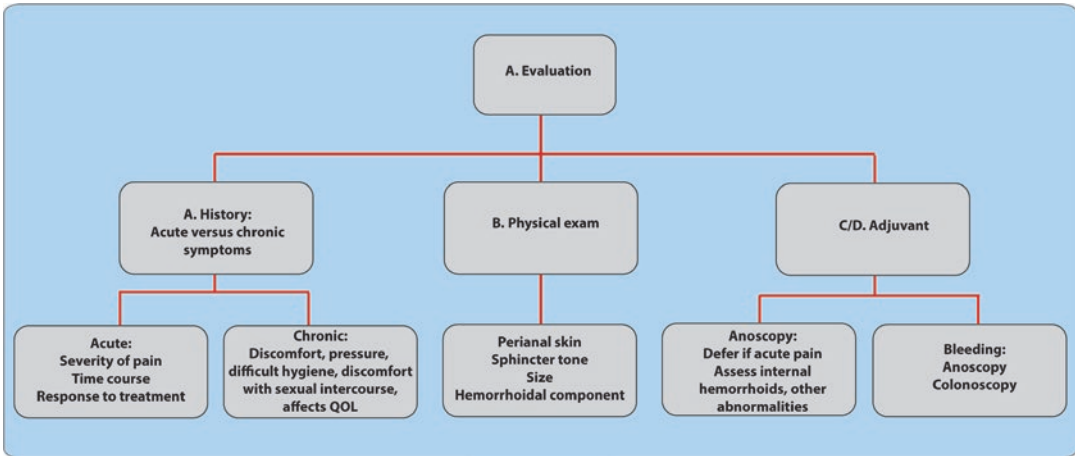 A. Evaluation
A. History:
Acute versus chronic
symptoms
B. Physical exam
C/D. Adjuvant
Acute:
Severity of pain
Time course
Response to treatment
Chronic:
Discomfort, pressure,
difficult hygiene, discomfort
with sexual intercourse,
affects QOL
Perianal skin
Sphincter tone
Size
Hemorrhoidal component
Anoscopy:
Defer if acute pain
Assess internal
hemorrhoids, other
abnormalities
Bleeding:
Anoscopy
Colonoscopy